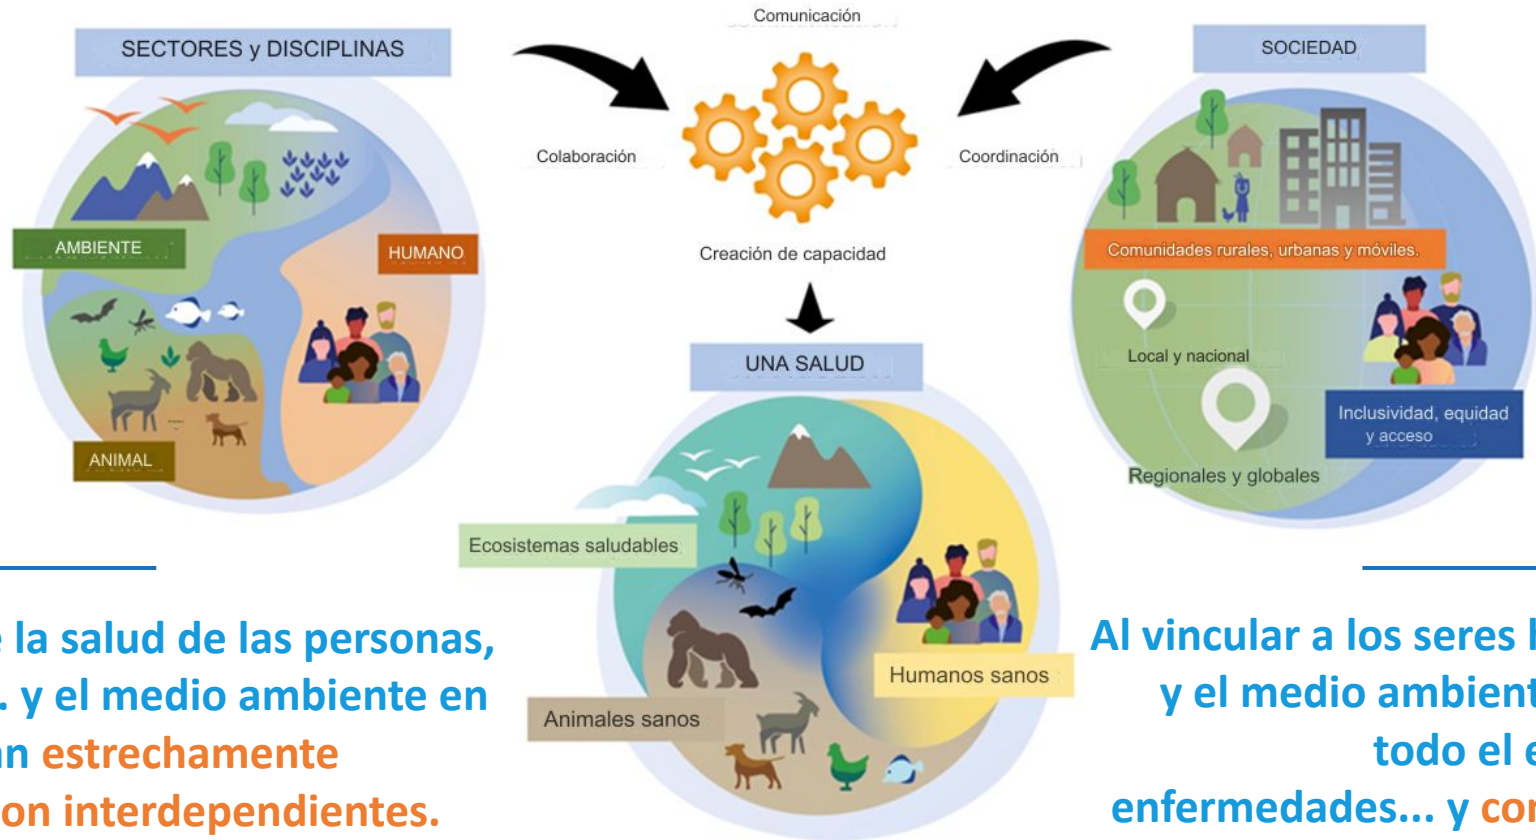 Comunicación
SECTORES y DISCIPLINAS
SOCIEDAD
Colaboración
Coordinación
AMBIENTE
HUMANO
Creación de capacidad
Comunidades rurales, urbanas y móviles.
Local y nacional
UNA SALUD
Inclusividad, equidad
y acceso
ANIMAL
Regionales y globales
Ecosistemas saludables
Humanos sanos
Animales sanos
la salud de las personas,
y el medio ambiente en
estrechamente
on interdependientes.
Al vincular a los seres
y el medio ambient
todo el
enfermedades... y con